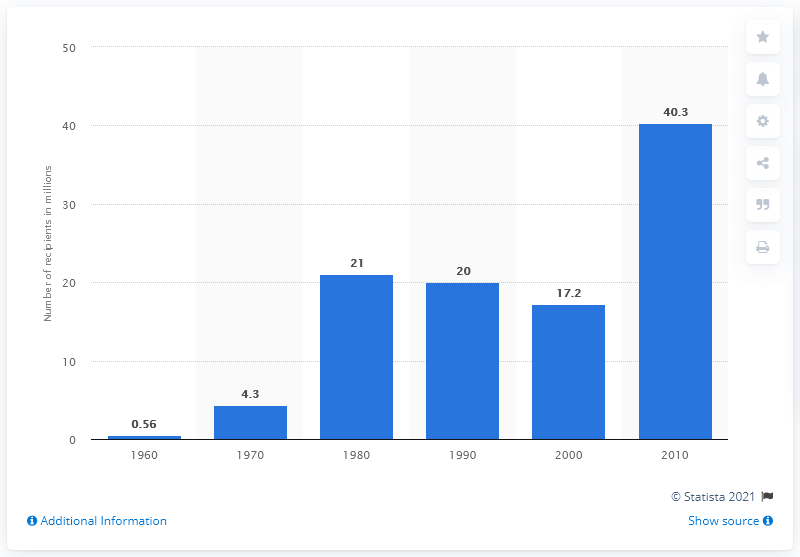 50
40
30
20
10
0
Number of recipients in millions
0.56
4.3
21
20
17.2
40.3
1960 1970 1980 1990 2000 2010
© Statista 2021
Additional Information
Show source